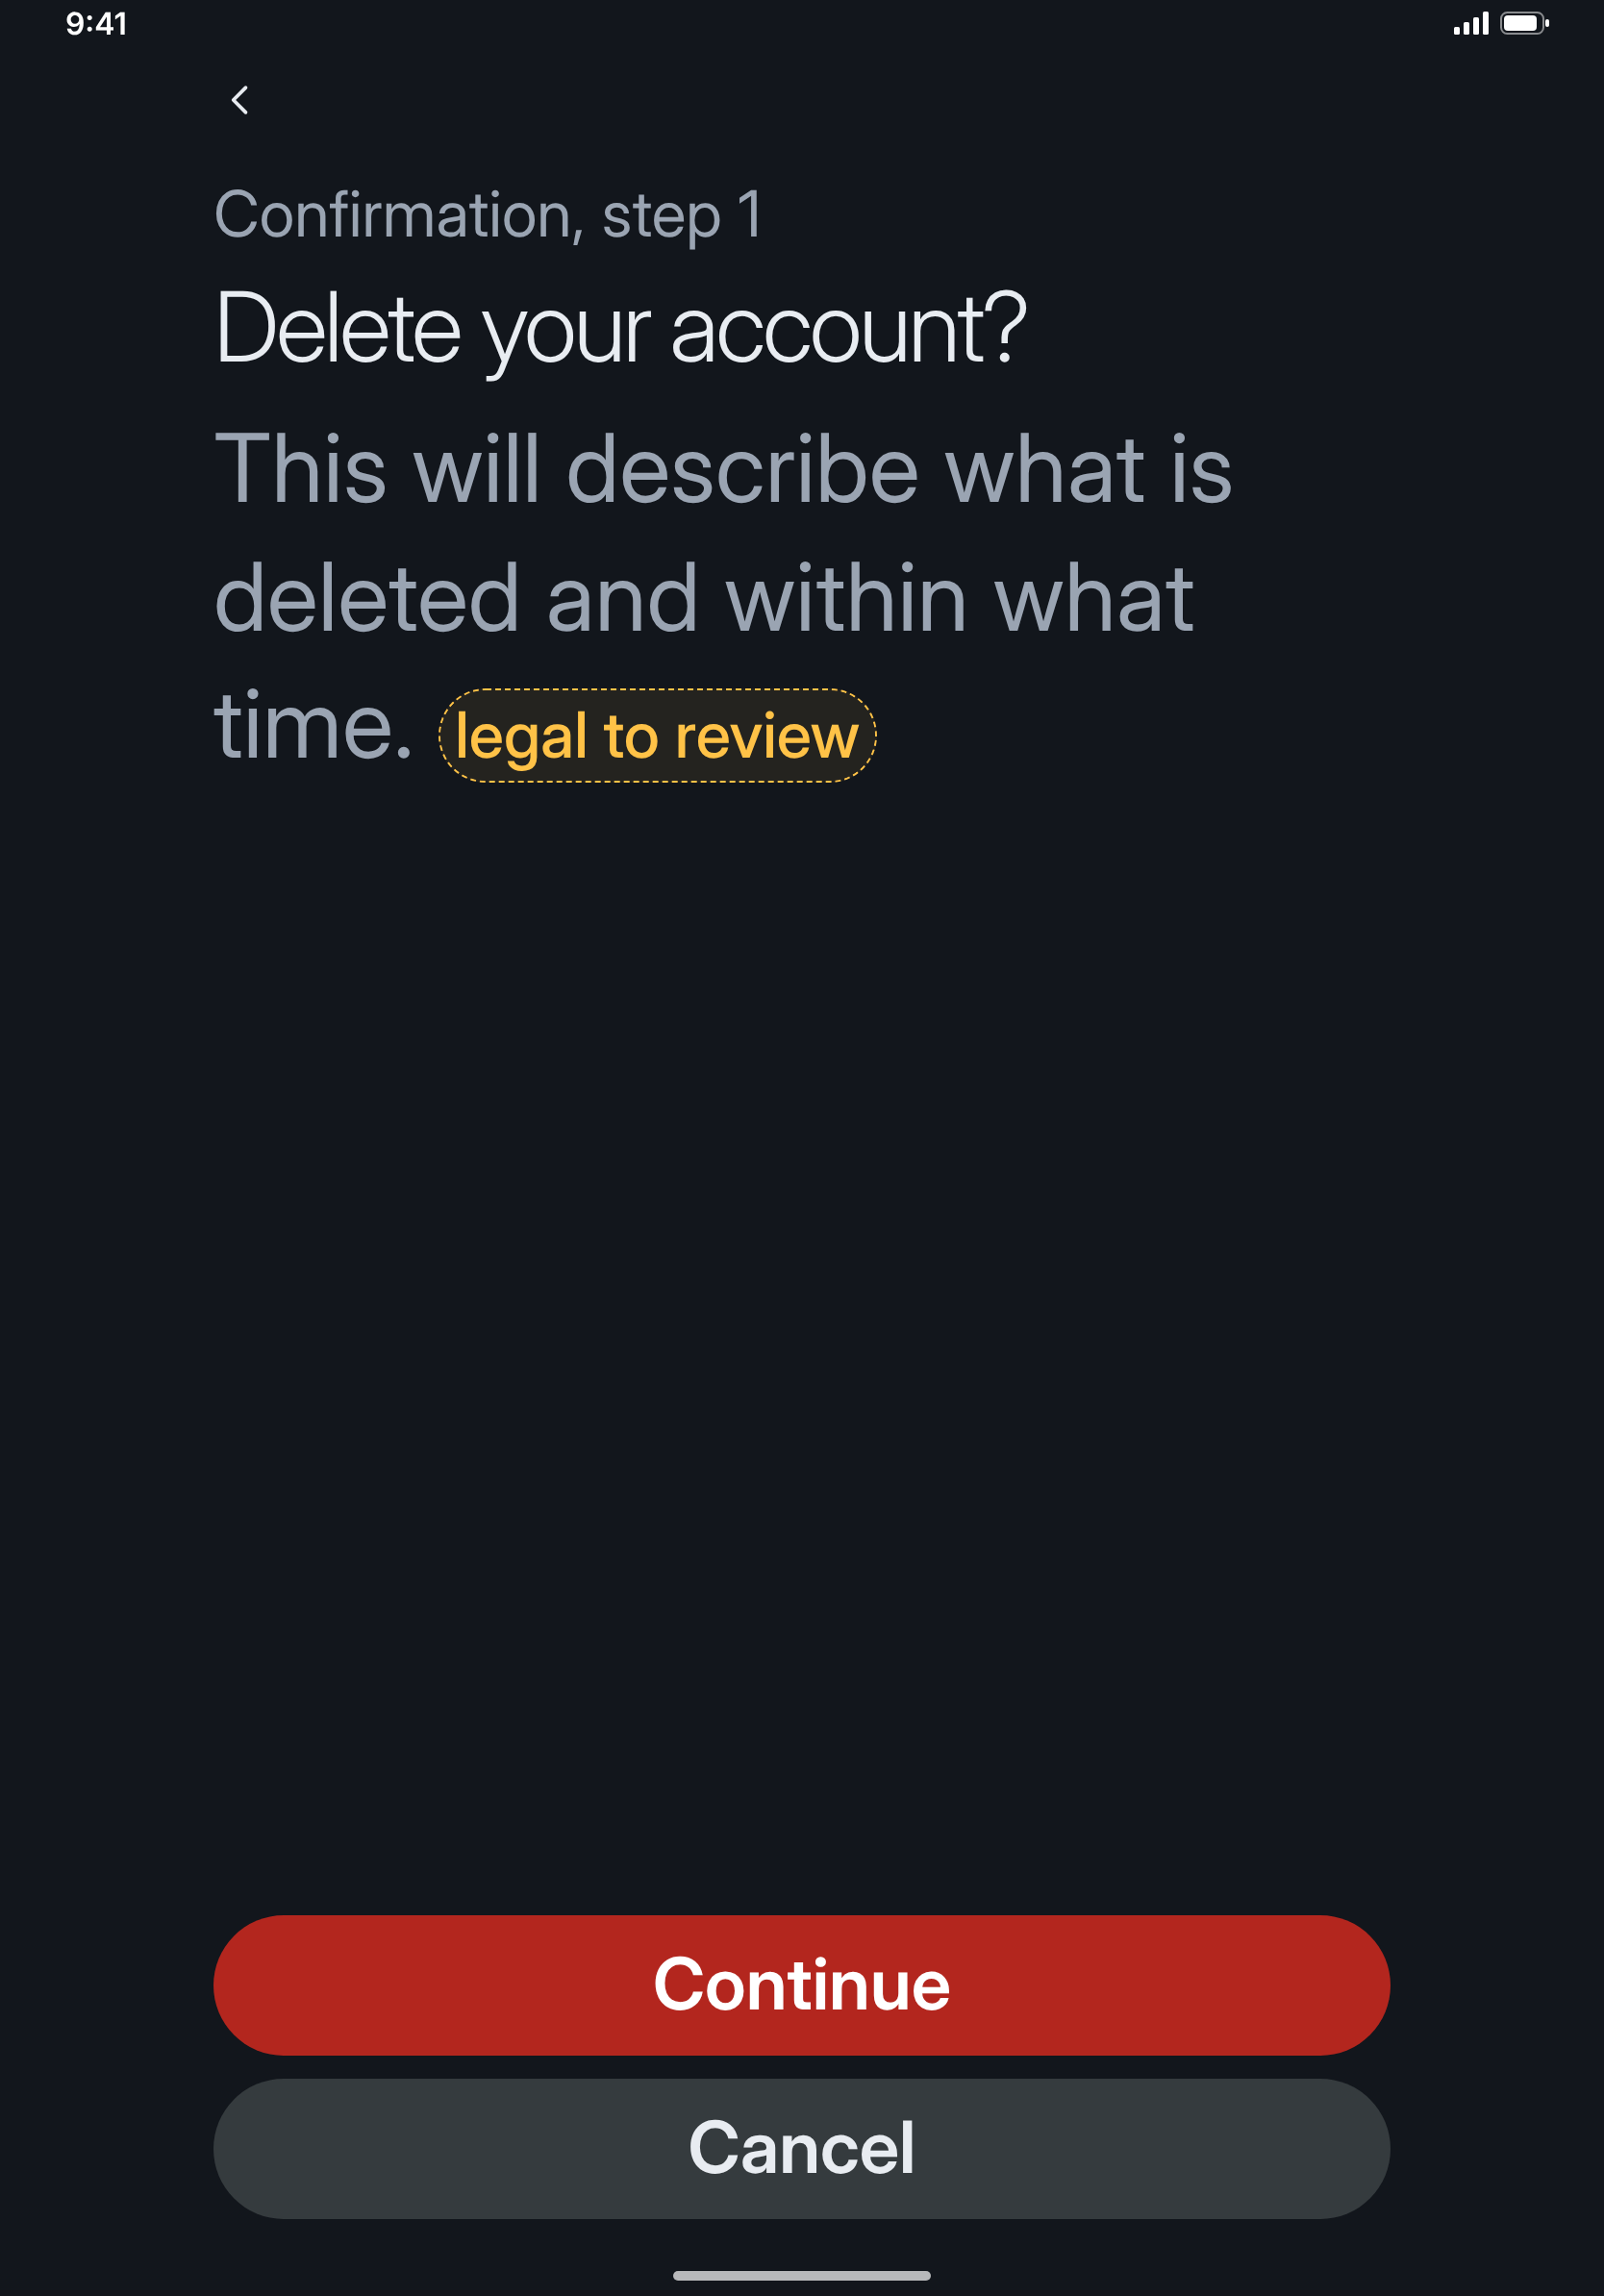 9:41
Confirmation, step 1
Delete your account?
This will describe what is
deleted and within what
time. legal to review
Continue
Cancel